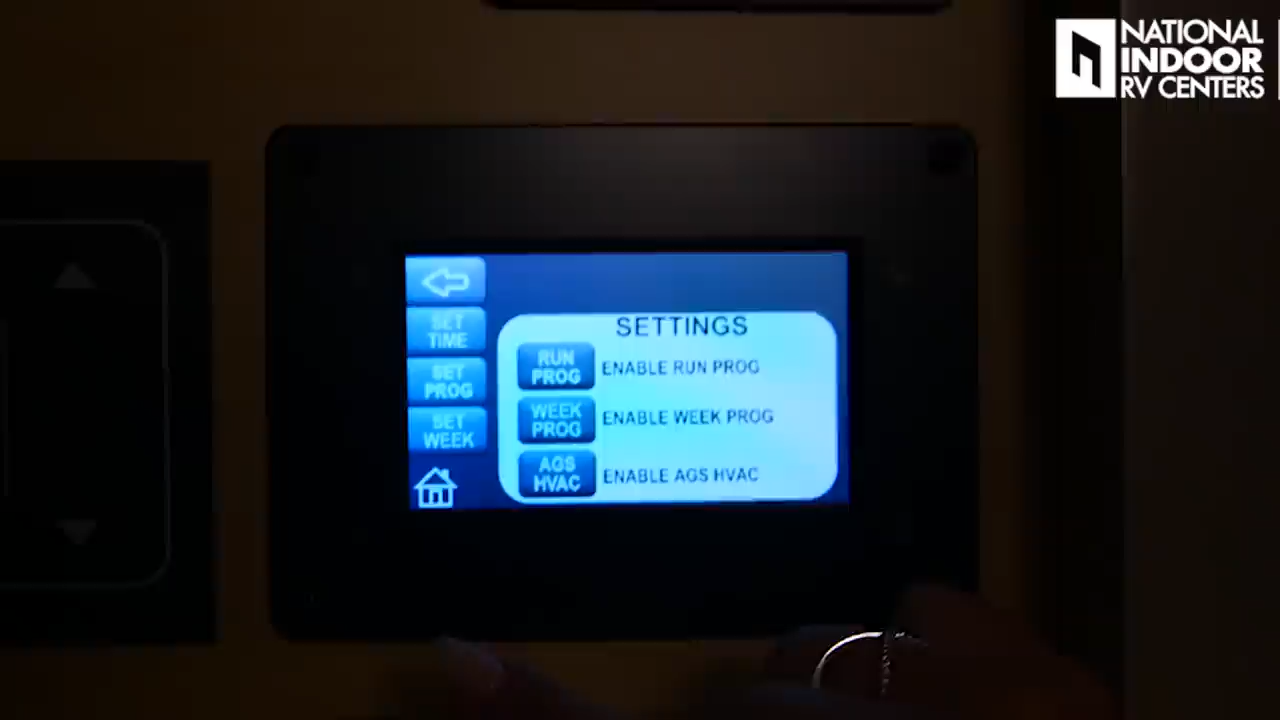 NATIONAL
INDOOR
RV CENTERS
SET
TIME
SET
PROG
SET
WEEK
SETTINGS
RUN
PROG
ENABLE RUN PROG
WEEK
PROG
ENABLE WEEK PROG
AGS
HVAC
ENABLE AGS HVAC